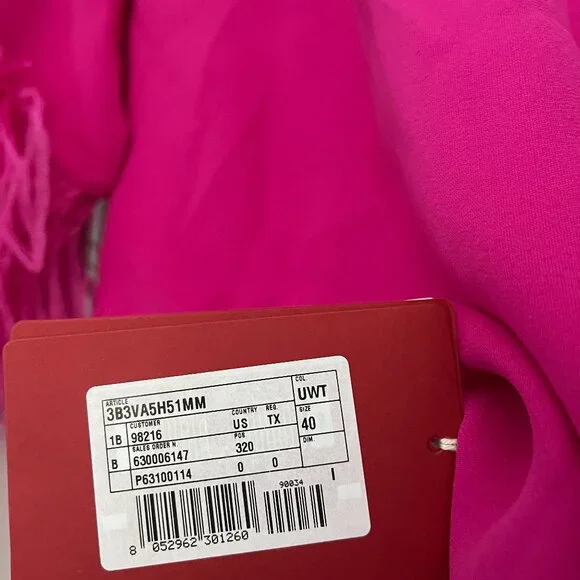 ARTICLE COL.
3B3VA5H51MM UWT
CUSTOMER COUNTRY REG. SIZE
1B 98216 US TX 40
SALES ORDER N. POS DIM.
B 630006147 320
P63100114 0 0
90034 I
8 052962 301260